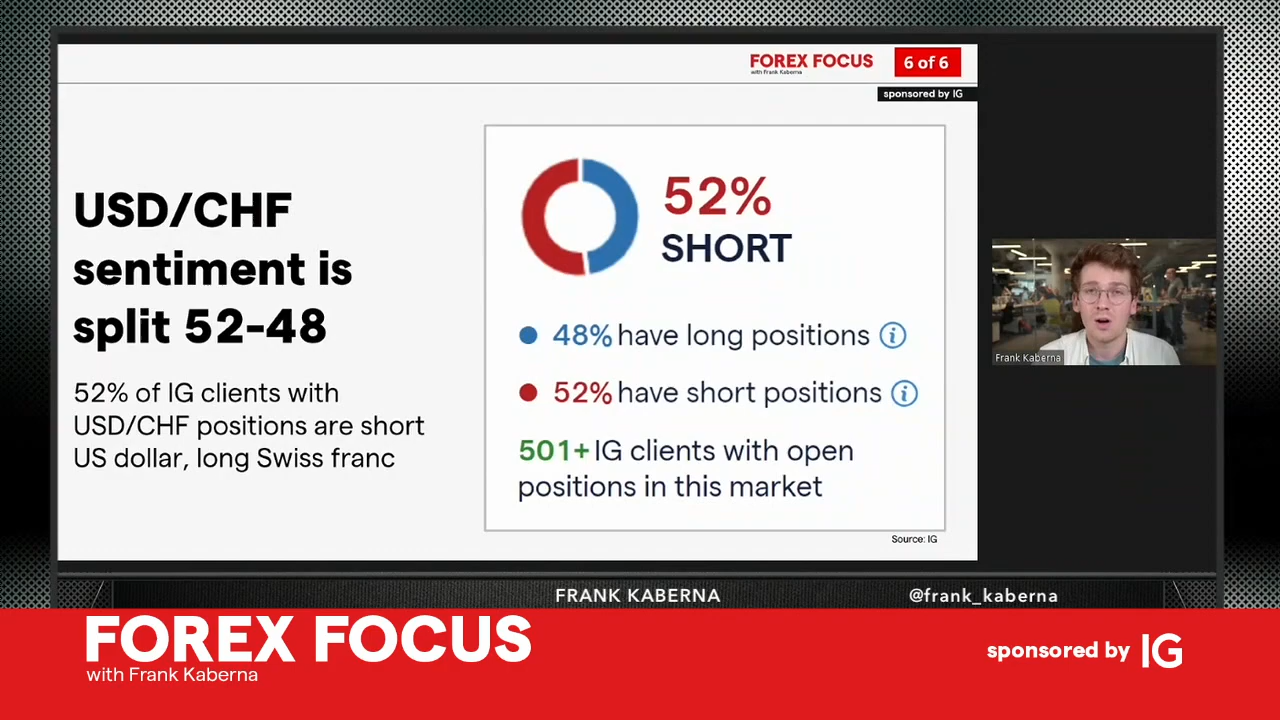 FOREX FOCUS
with Frank Kaberna
6 of 6
sponsored by IG
USD/CHF
sentiment is
split 52-48
52% of IG clients with
USD/CHF positions are short
US dollar, long Swiss franc
52%
SHORT
48% have long positions
52% have short positions
501+ IG clients with open
positions in this market
Source: IG
Frank Kaberna
FRANK KABERNA
@frank_kaberna
FOREX FOCUS
with Frank Kaberna
sponsored by IG